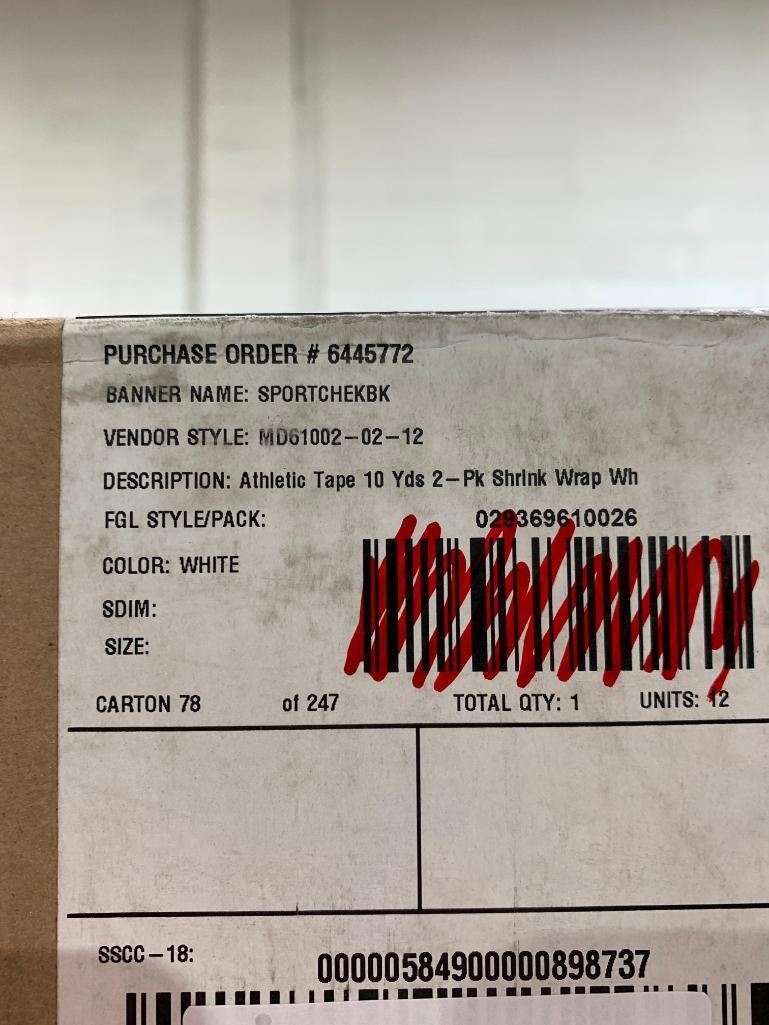 PURCHASE ORDER # 6445772
BANNER NAME: SPORTCHEKBK
VENDOR STYLE: MD61002-02-12
DESCRIPTION: Athletic Tape 10 Yds 2-Pk Shrink Wrap Wh
FGL STYLE/PACK: 029369610026
COLOR: WHITE
SDIM:
SIZE:
CARTON 78 of 247 TOTAL QTY: 1 UNITS: 12
SSCC-18: 00000584900000898737